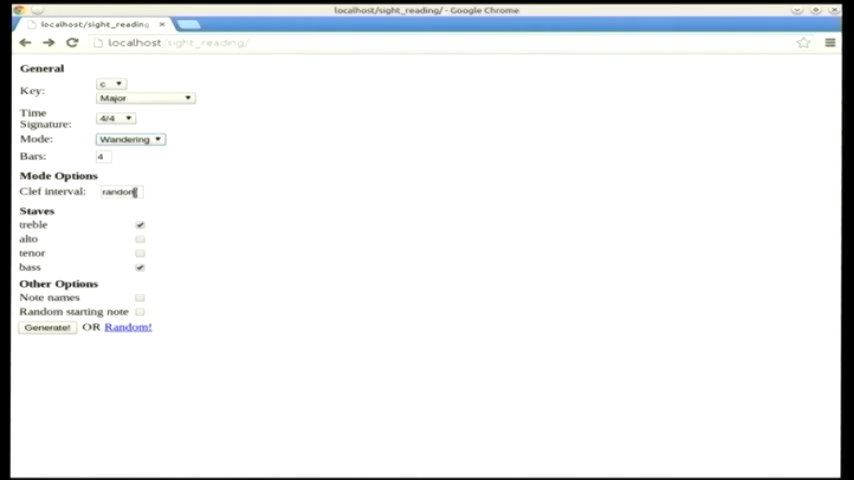 localhost/sight_reading/ - Google Chrome
localhost/sight_reading
localhost/sight_reading/
General
Key: c
Major
Time Signature: 4/4
Mode: Wandering
Bars: 4
Mode Options
Clef interval: random
Staves
treble
alto
tenor
bass
Other Options
Note names
Random starting note
Generate! OR Random!